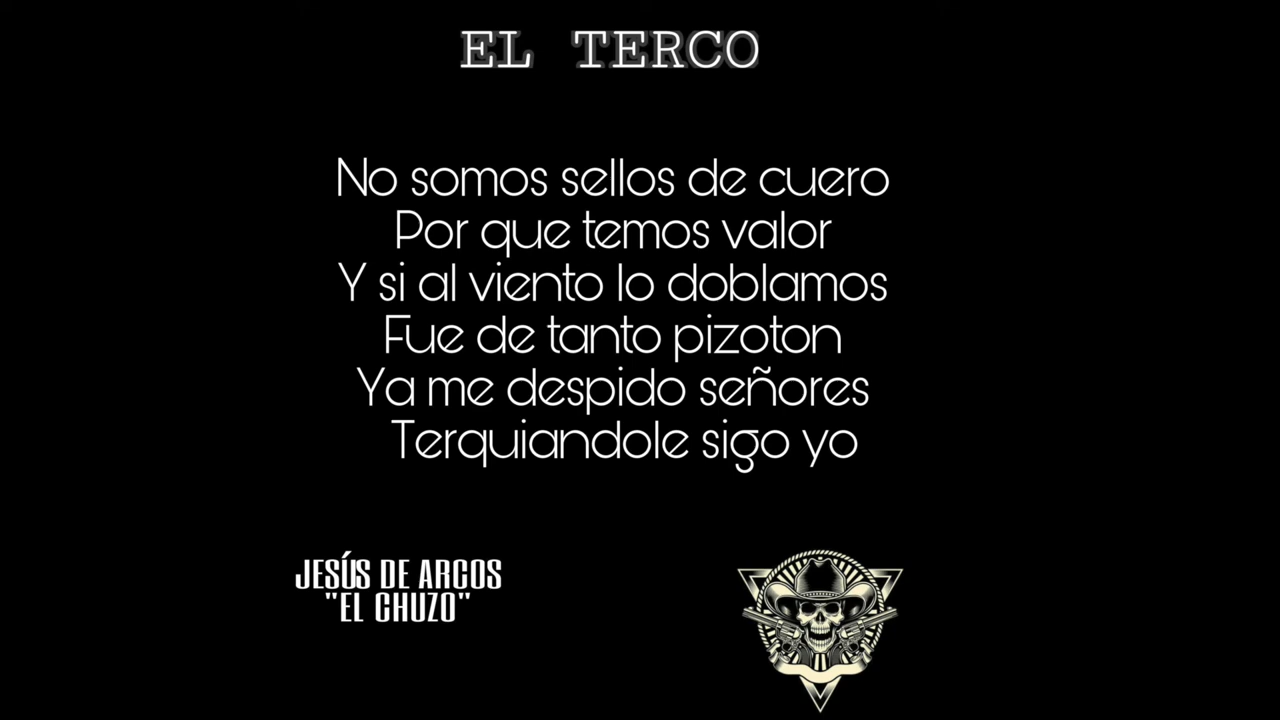 EL TERCO
No somos sellos de cuero
Por que temos valor
Y si al viento lo doblamos
Fue de tanto pizoton
Ya me despido señores
Terquiandole sigo yo
JESÚS DE ARCOS
"EL CHUZO"